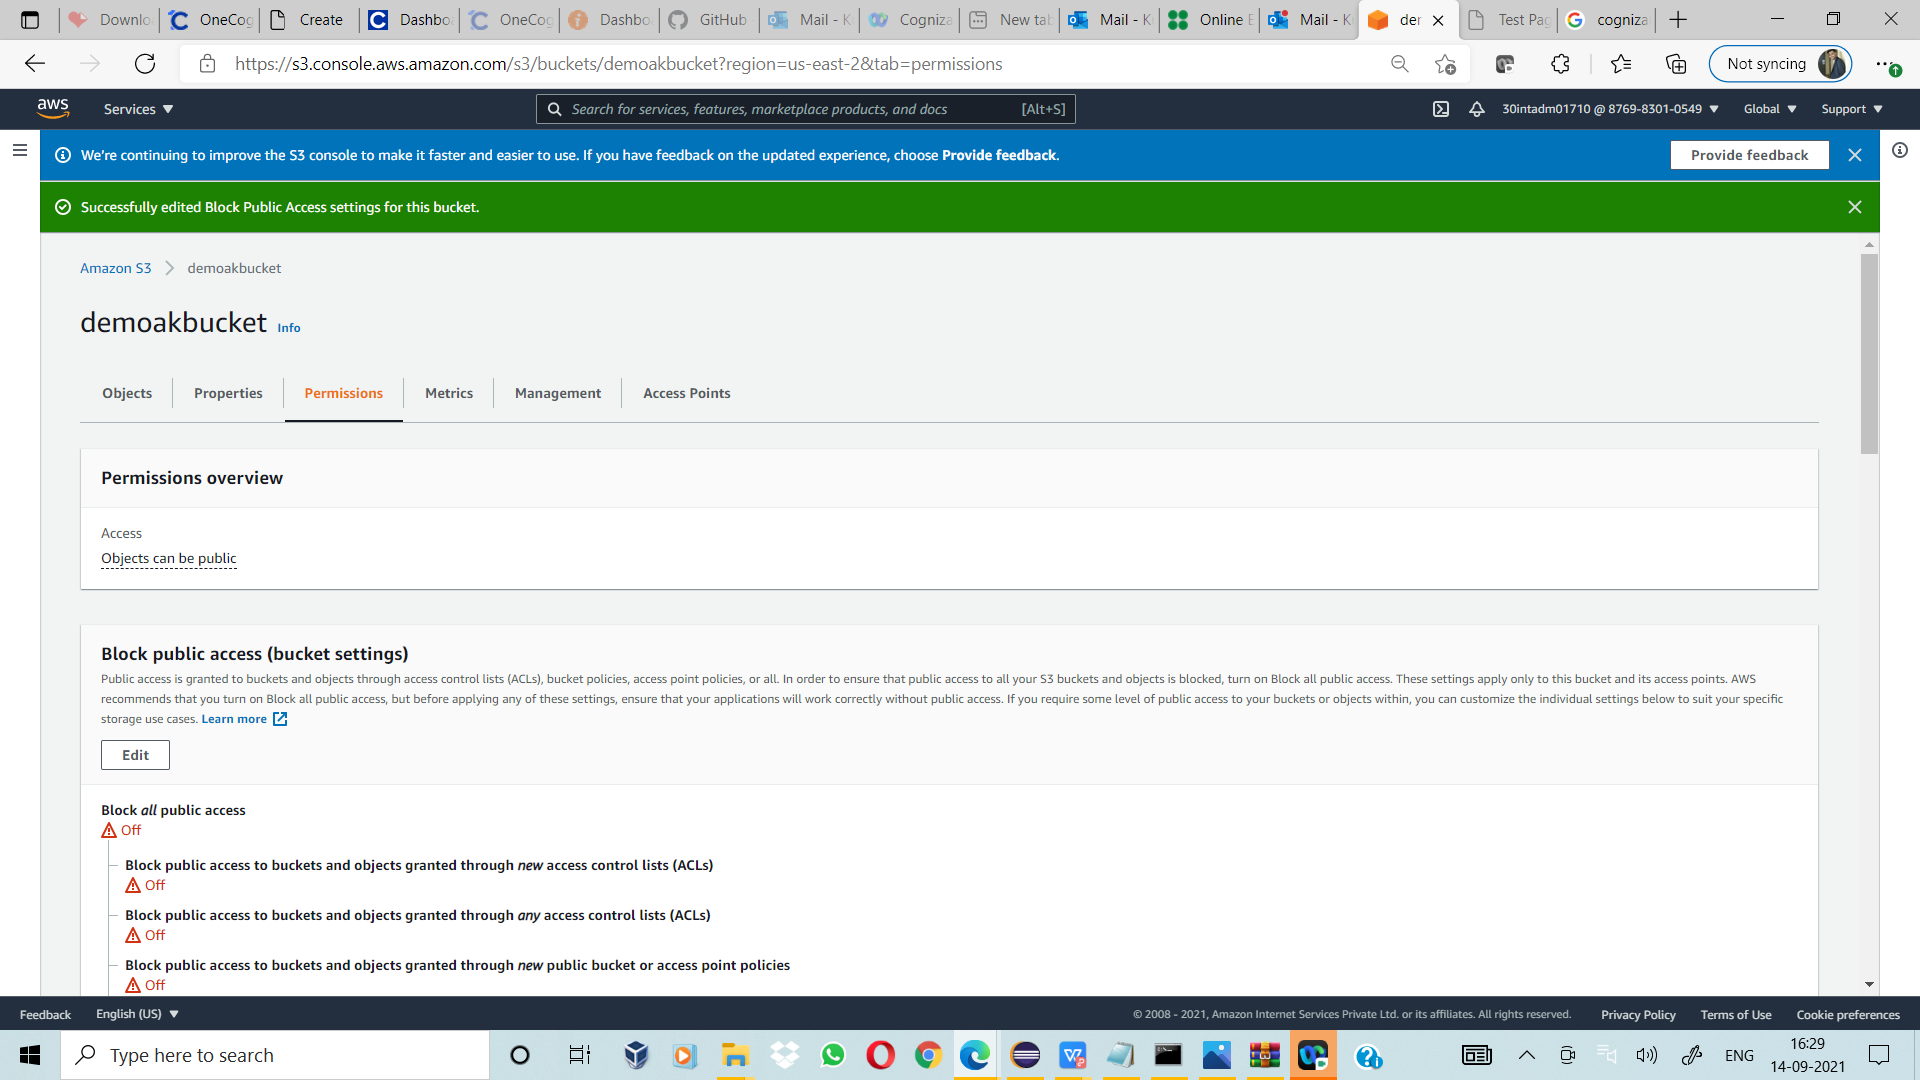 Downlo
OneCog
Create
Dashbo
OneCog
Dashbo
GitHub
Mail - K
Cogniza
New tab
Mail - K
Online E
Mail - K
der
Test Pag
cogniza
https://s3.console.aws.amazon.com/s3/buckets/demoakbucket?region=us-east-2&tab=permissions
Not syncing
aws
Services
Search for services, features, marketplace products, and docs [Alt+S]
30intadm01710 @ 8769-8301-0549
Global
Support
We're continuing to improve the S3 console to make it faster and easier to use. If you have feedback on the updated experience, choose Provide feedback.
Provide feedback
Successfully edited Block Public Access settings for this bucket.
Amazon S3
demoakbucket
demoakbucket Info
Objects
Properties
Permissions
Metrics
Management
Access Points
Permissions overview
Access
Objects can be public
Block public access (bucket settings)
Public access is granted to buckets and objects through access control lists (ACLs), bucket policies, access point policies, or all. In order to ensure that public access to all your S3 buckets and objects is blocked, turn on Block all public access. These settings apply only to this bucket and its access points. AWS
recommends that you turn on Block all public access, but before applying any of these settings, ensure that your applications will work correctly without public access. If you require some level of public access to your buckets or objects within, you can customize the individual settings below to suit your specific
storage use cases. Learn more
Edit
Block all public access
Off
Block public access to buckets and objects granted through new access control lists (ACLs)
Off
Block public access to buckets and objects granted through any access control lists (ACLs)
Off
Block public access to buckets and objects granted through new public bucket or access point policies
Off
Feedback
English (US)
© 2008 - 2021, Amazon Internet Services Private Ltd. or its affiliates. All rights reserved.
Privacy Policy
Terms of Use
Cookie preferences
Type here to search
ENG
16:29
14-09-2021